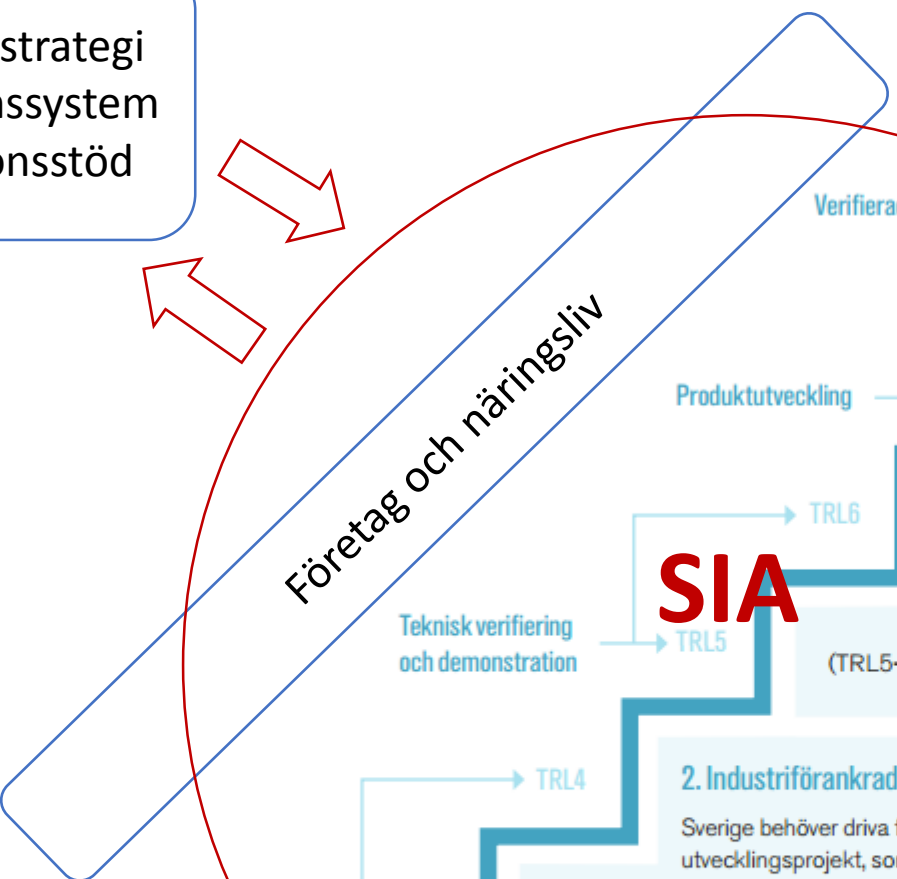 strategi
ssystem
onsstöd
Verifiera
Företag och näringsliv
Produktutveckling
TRL6
SIA
Teknisk verifiering
och demonstration
TRL5
(TRL5
TRL4
2. Industriförankrad
Sverige behöver driva
utvecklingsprojekt, so